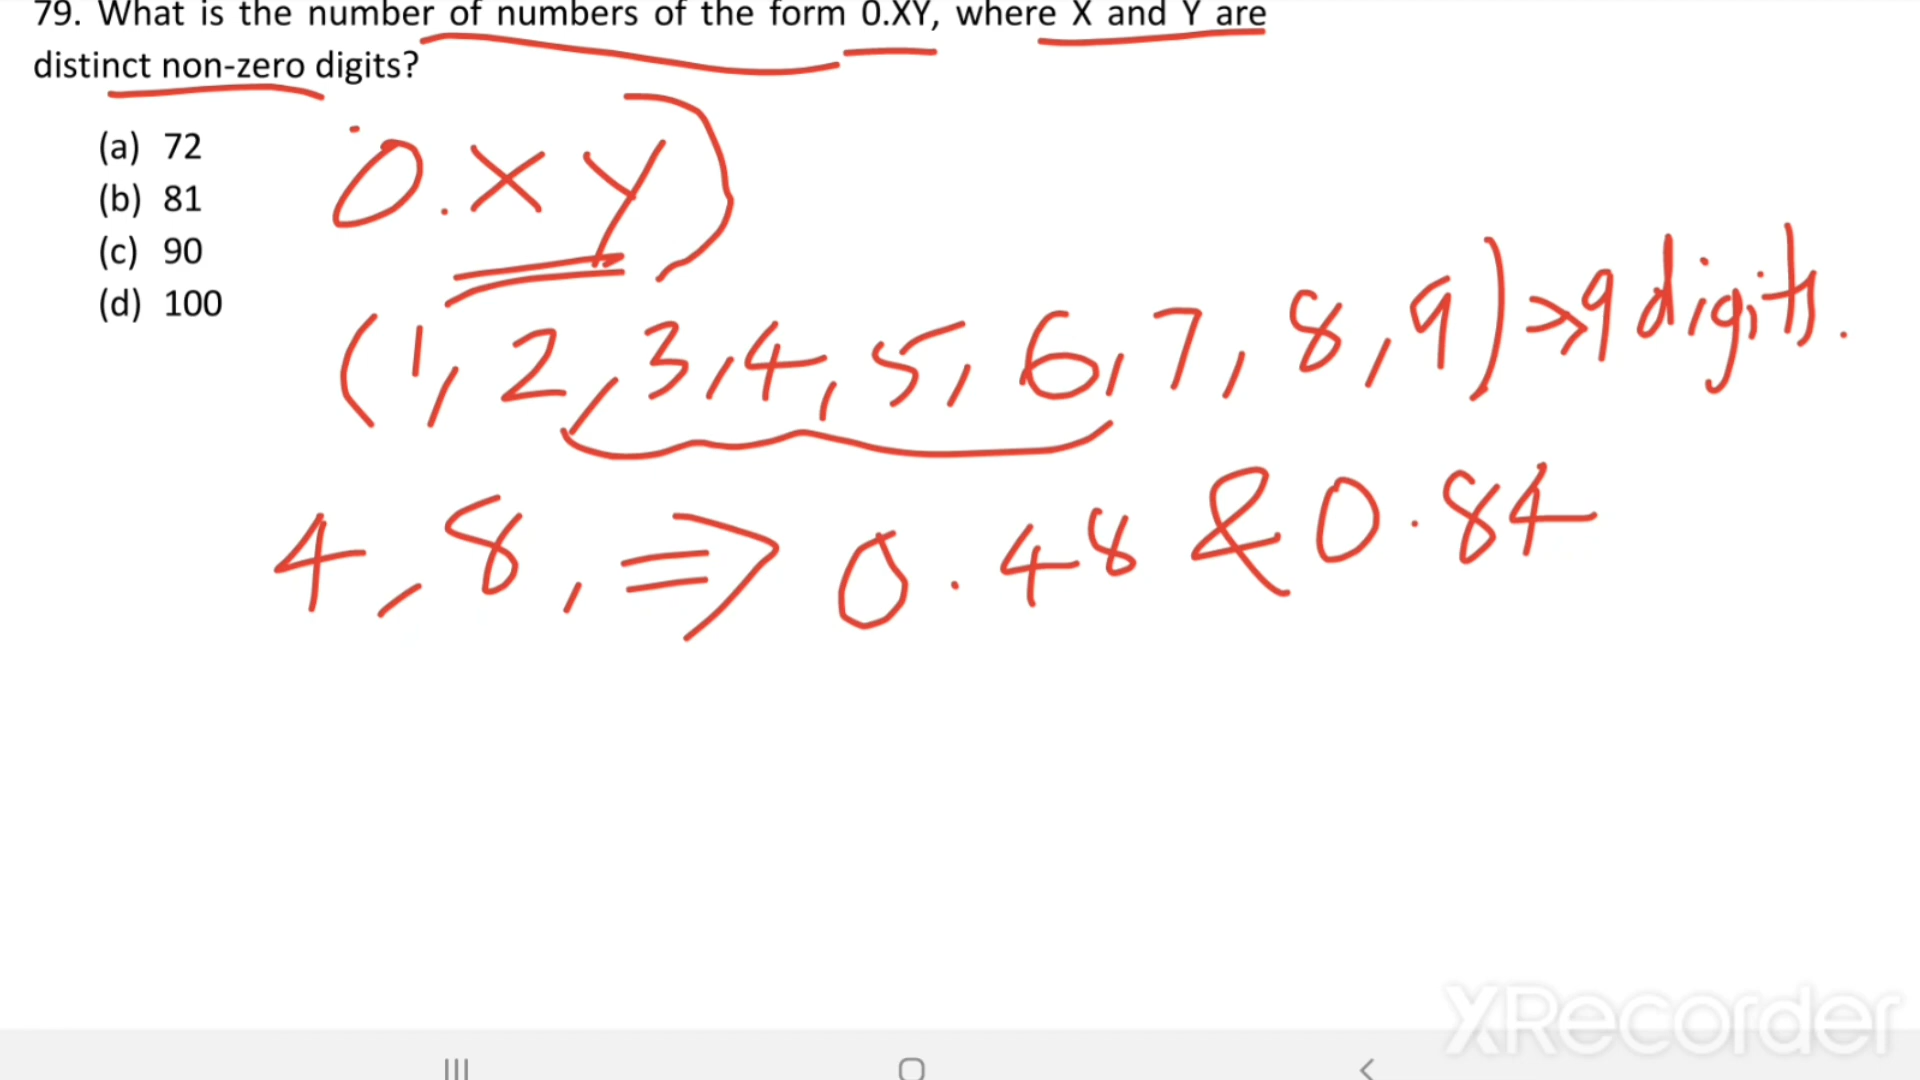 79. What is the number of numbers of the form 0.XY, where X and Y are
distinct non-zero digits?
(a) 72
(b) 81
(c) 90
(d) 100
0.XY)
(1, 2, 3, 4, 5, 6, 7, 8, 9) => 9 digits.
4, 8, => 0.48 & 0.84
XRecorder